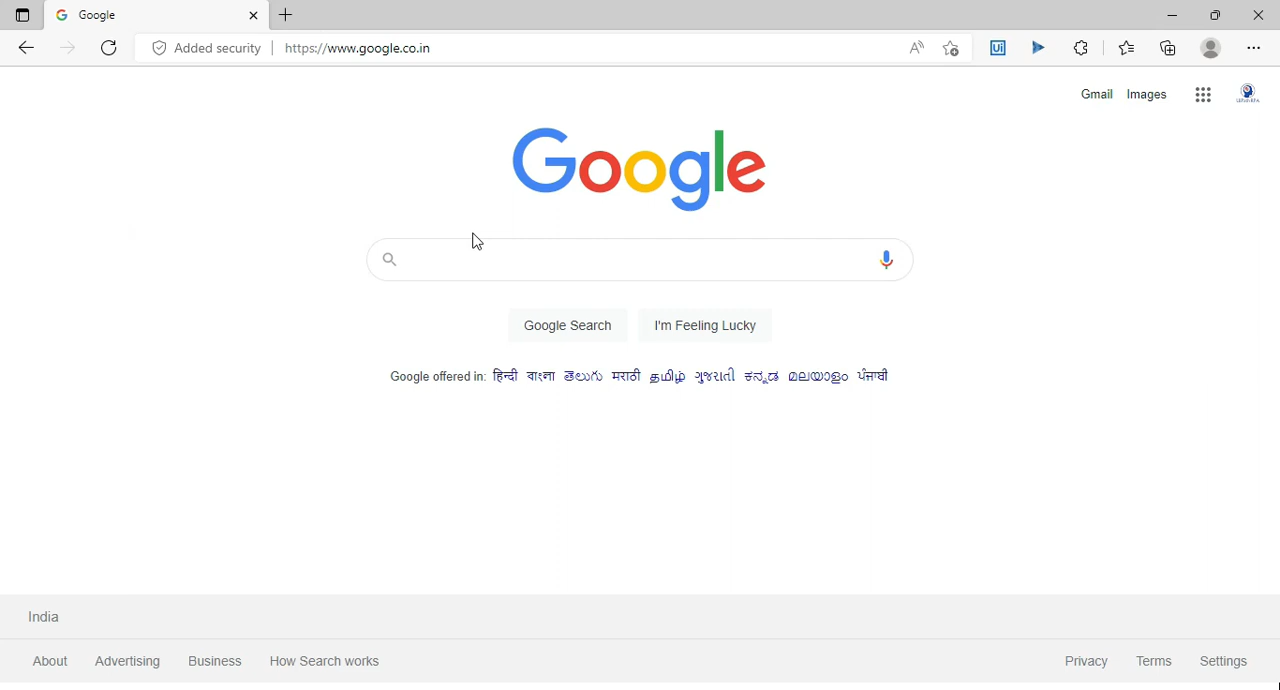 Google
Added security
https://www.google.co.in
Gmail Images
Google
Google Search I'm Feeling Lucky
Google offered in: हिन्दी বাংলা తెలుగు मराठी தமிழ் ગુજરાતી ಕನ್ನಡ മലയാളം ਪੰਜਾਬੀ
India
About Advertising Business How Search works Privacy Terms Settings